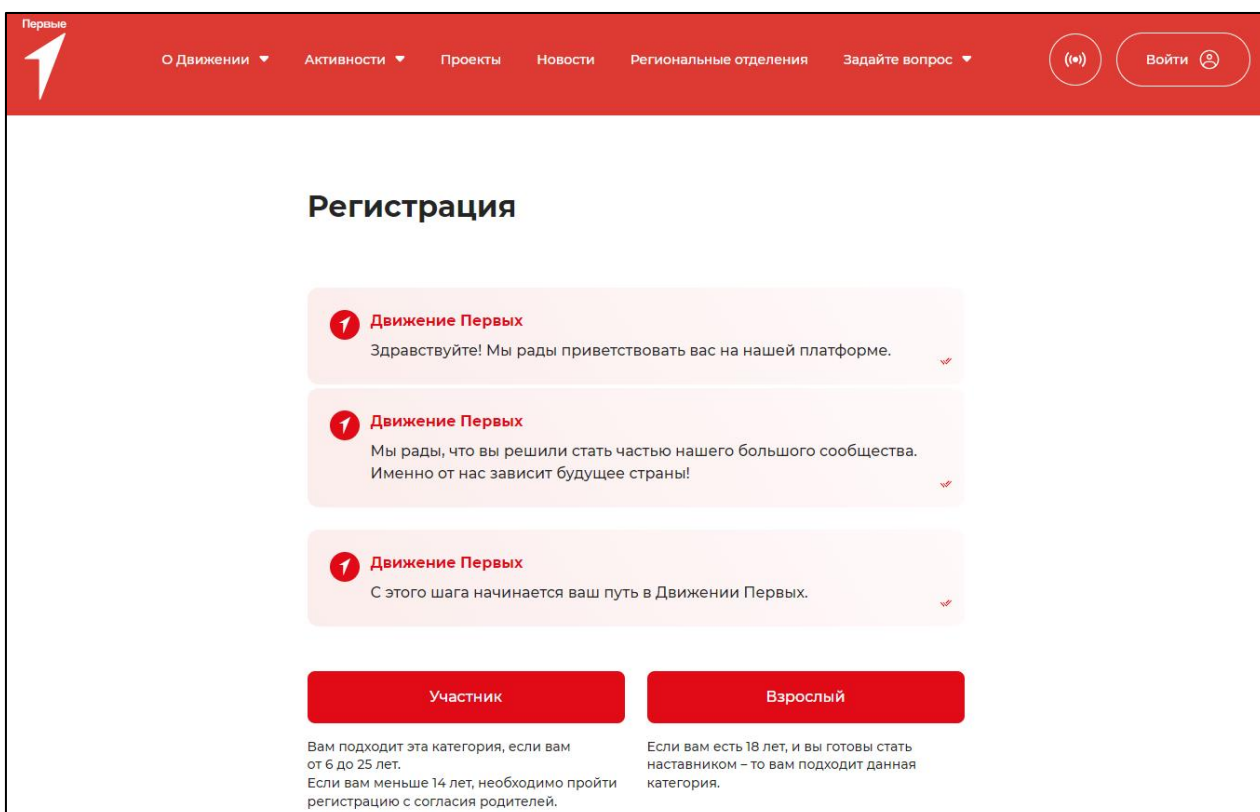 Первые
О Движении
Активности
Проекты
Новости
Региональные отделения
Задайте вопрос
Войти
Регистрация
Движение Первых
Здравствуйте! Мы рады приветствовать вас на нашей платформе.
Движение Первых
Мы рады, что вы решили стать частью нашего большого сообщества.
Именно от нас зависит будущее страны!
Движение Первых
С этого шага начинается ваш путь в Движении Первых.
Участник
Взрослый
Вам подходит эта категория, если вам
от 6 до 25 лет.
Если вам меньше 14 лет, необходимо пройти
регистрацию с согласия родителей.
Если вам есть 18 лет, и вы готовы стать
наставником – то вам подходит данная
категория.